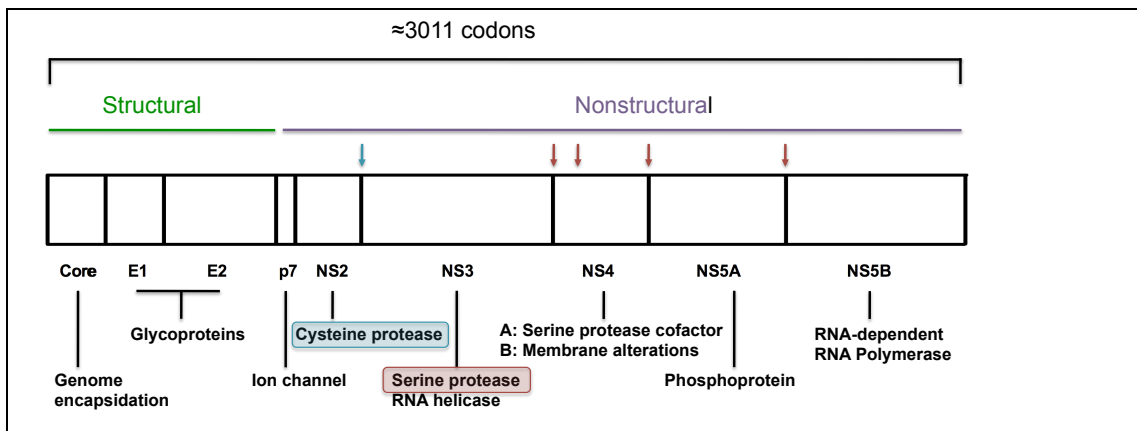 ≈3011 codons
Structural
Nonstructural
Core
E1
E2
p7
NS2
NS3
NS4
NS5A
NS5B
Glycoproteins
Cysteine protease
A: Serine protease cofactor
B: Membrane alterations
RNA-dependent
RNA Polymerase
Genome
encapsidation
Ion channel
Serine protease
RNA helicase
Phosphoprotein